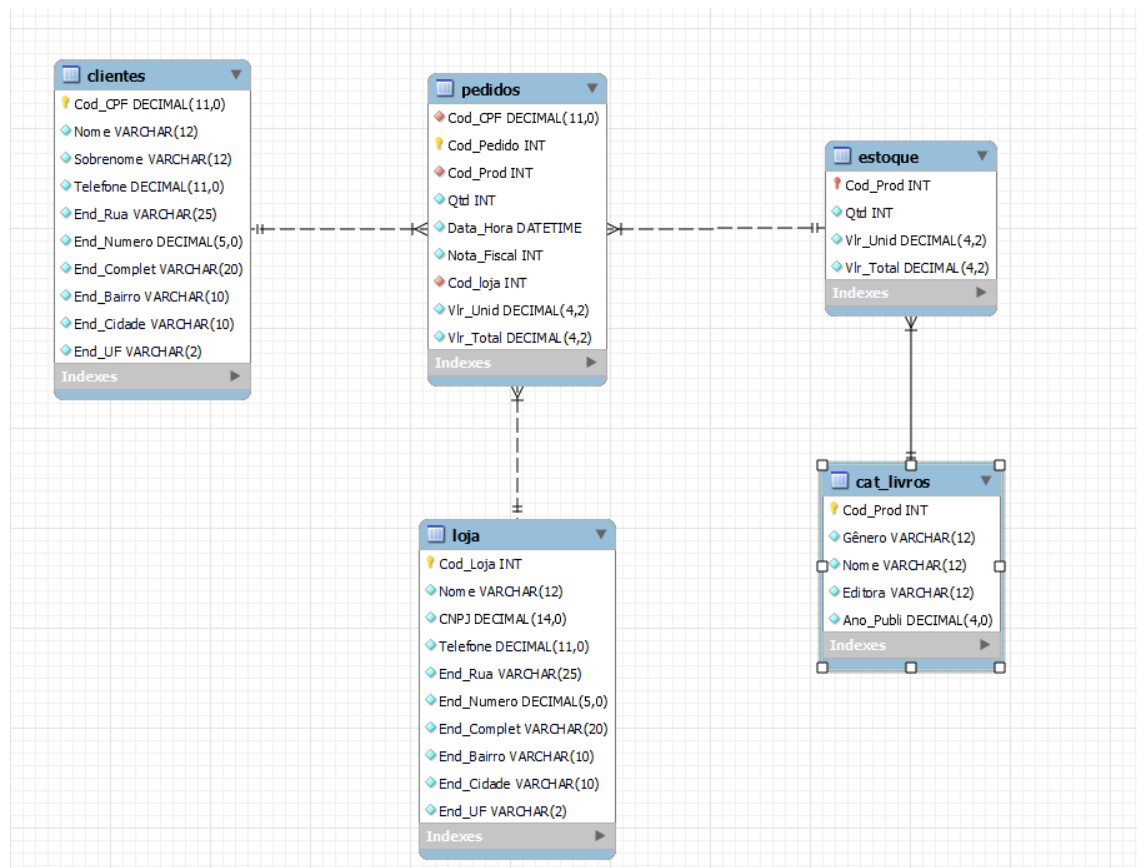 clientes
Cod_CPF DECIMAL(11,0)
Nome VARCHAR(12)
Sobrenome VARCHAR(12)
Telefone DECIMAL(11,0)
End_Rua VARCHAR(25)
End_Numero DECIMAL(5,0)
End_Complet VARCHAR(20)
End_Bairro VARCHAR(10)
End_Cidade VARCHAR(10)
End_UF VARCHAR(2)
Indexes
pedidos
Cod_CPF DECIMAL(11,0)
Cod_Pedido INT
Cod_Prod INT
Qtd INT
Data_Hora DATETIME
Nota_Fiscal INT
Cod_loja INT
Vlr_Unid DECIMAL(4,2)
Vlr_Total DECIMAL(4,2)
Indexes
estoque
Cod_Prod INT
Qtd INT
Vlr_Unid DECIMAL(4,2)
Vlr_Total DECIMAL(4,2)
Indexes
loja
Cod_Loja INT
Nome VARCHAR(12)
CNPJ DECIMAL(14,0)
Telefone DECIMAL(11,0)
End_Rua VARCHAR(25)
End_Numero DECIMAL(5,0)
End_Complet VARCHAR(20)
End_Bairro VARCHAR(10)
End_Cidade VARCHAR(10)
End_UF VARCHAR(2)
Indexes
cat_livros
Cod_Prod INT
Gênero VARCHAR(12)
Nome VARCHAR(12)
Editora VARCHAR(12)
Ano_Publi DECIMAL(4,0)
Indexes